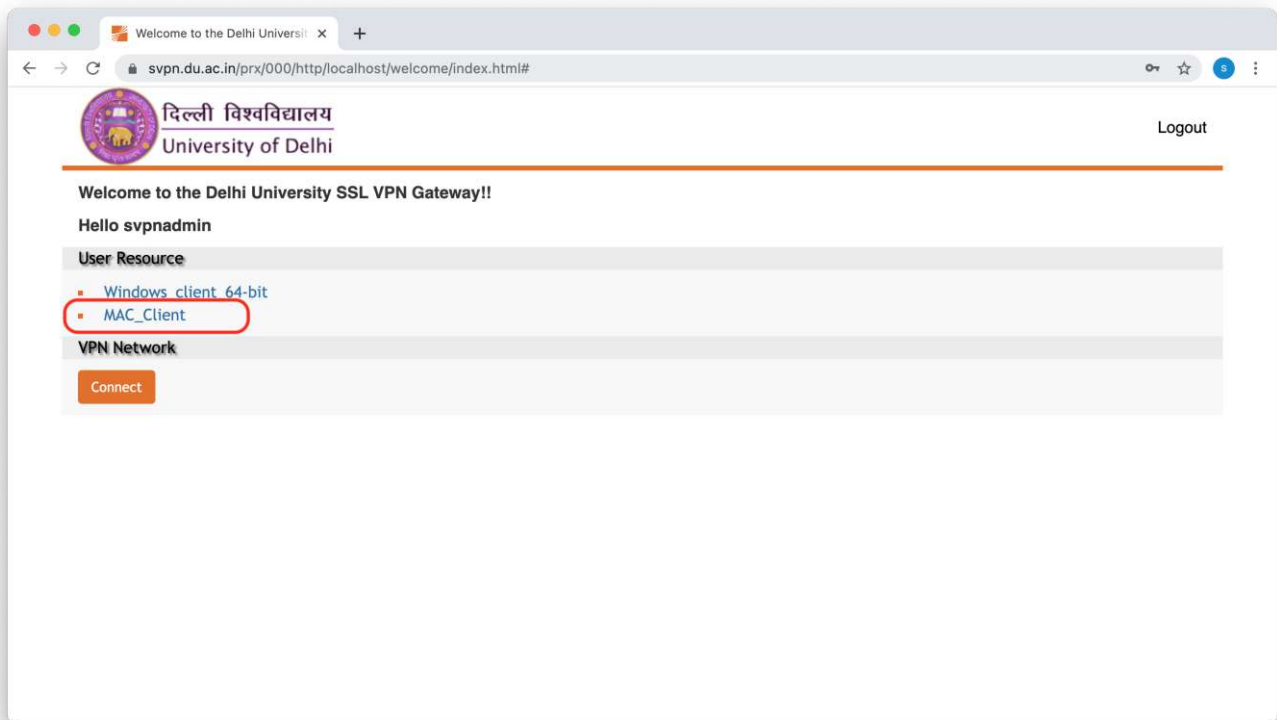 Welcome to the Delhi Universit
svpn.du.ac.in/prx/000/http/localhost/welcome/index.html#
S
दिल्ली विश्वविद्यालय
University of Delhi
Logout
Welcome to the Delhi University SSL VPN Gateway!!
Hello svpnadmin
User Resource
Windows_client_64-bit
MAC_Client
VPN Network
Connect